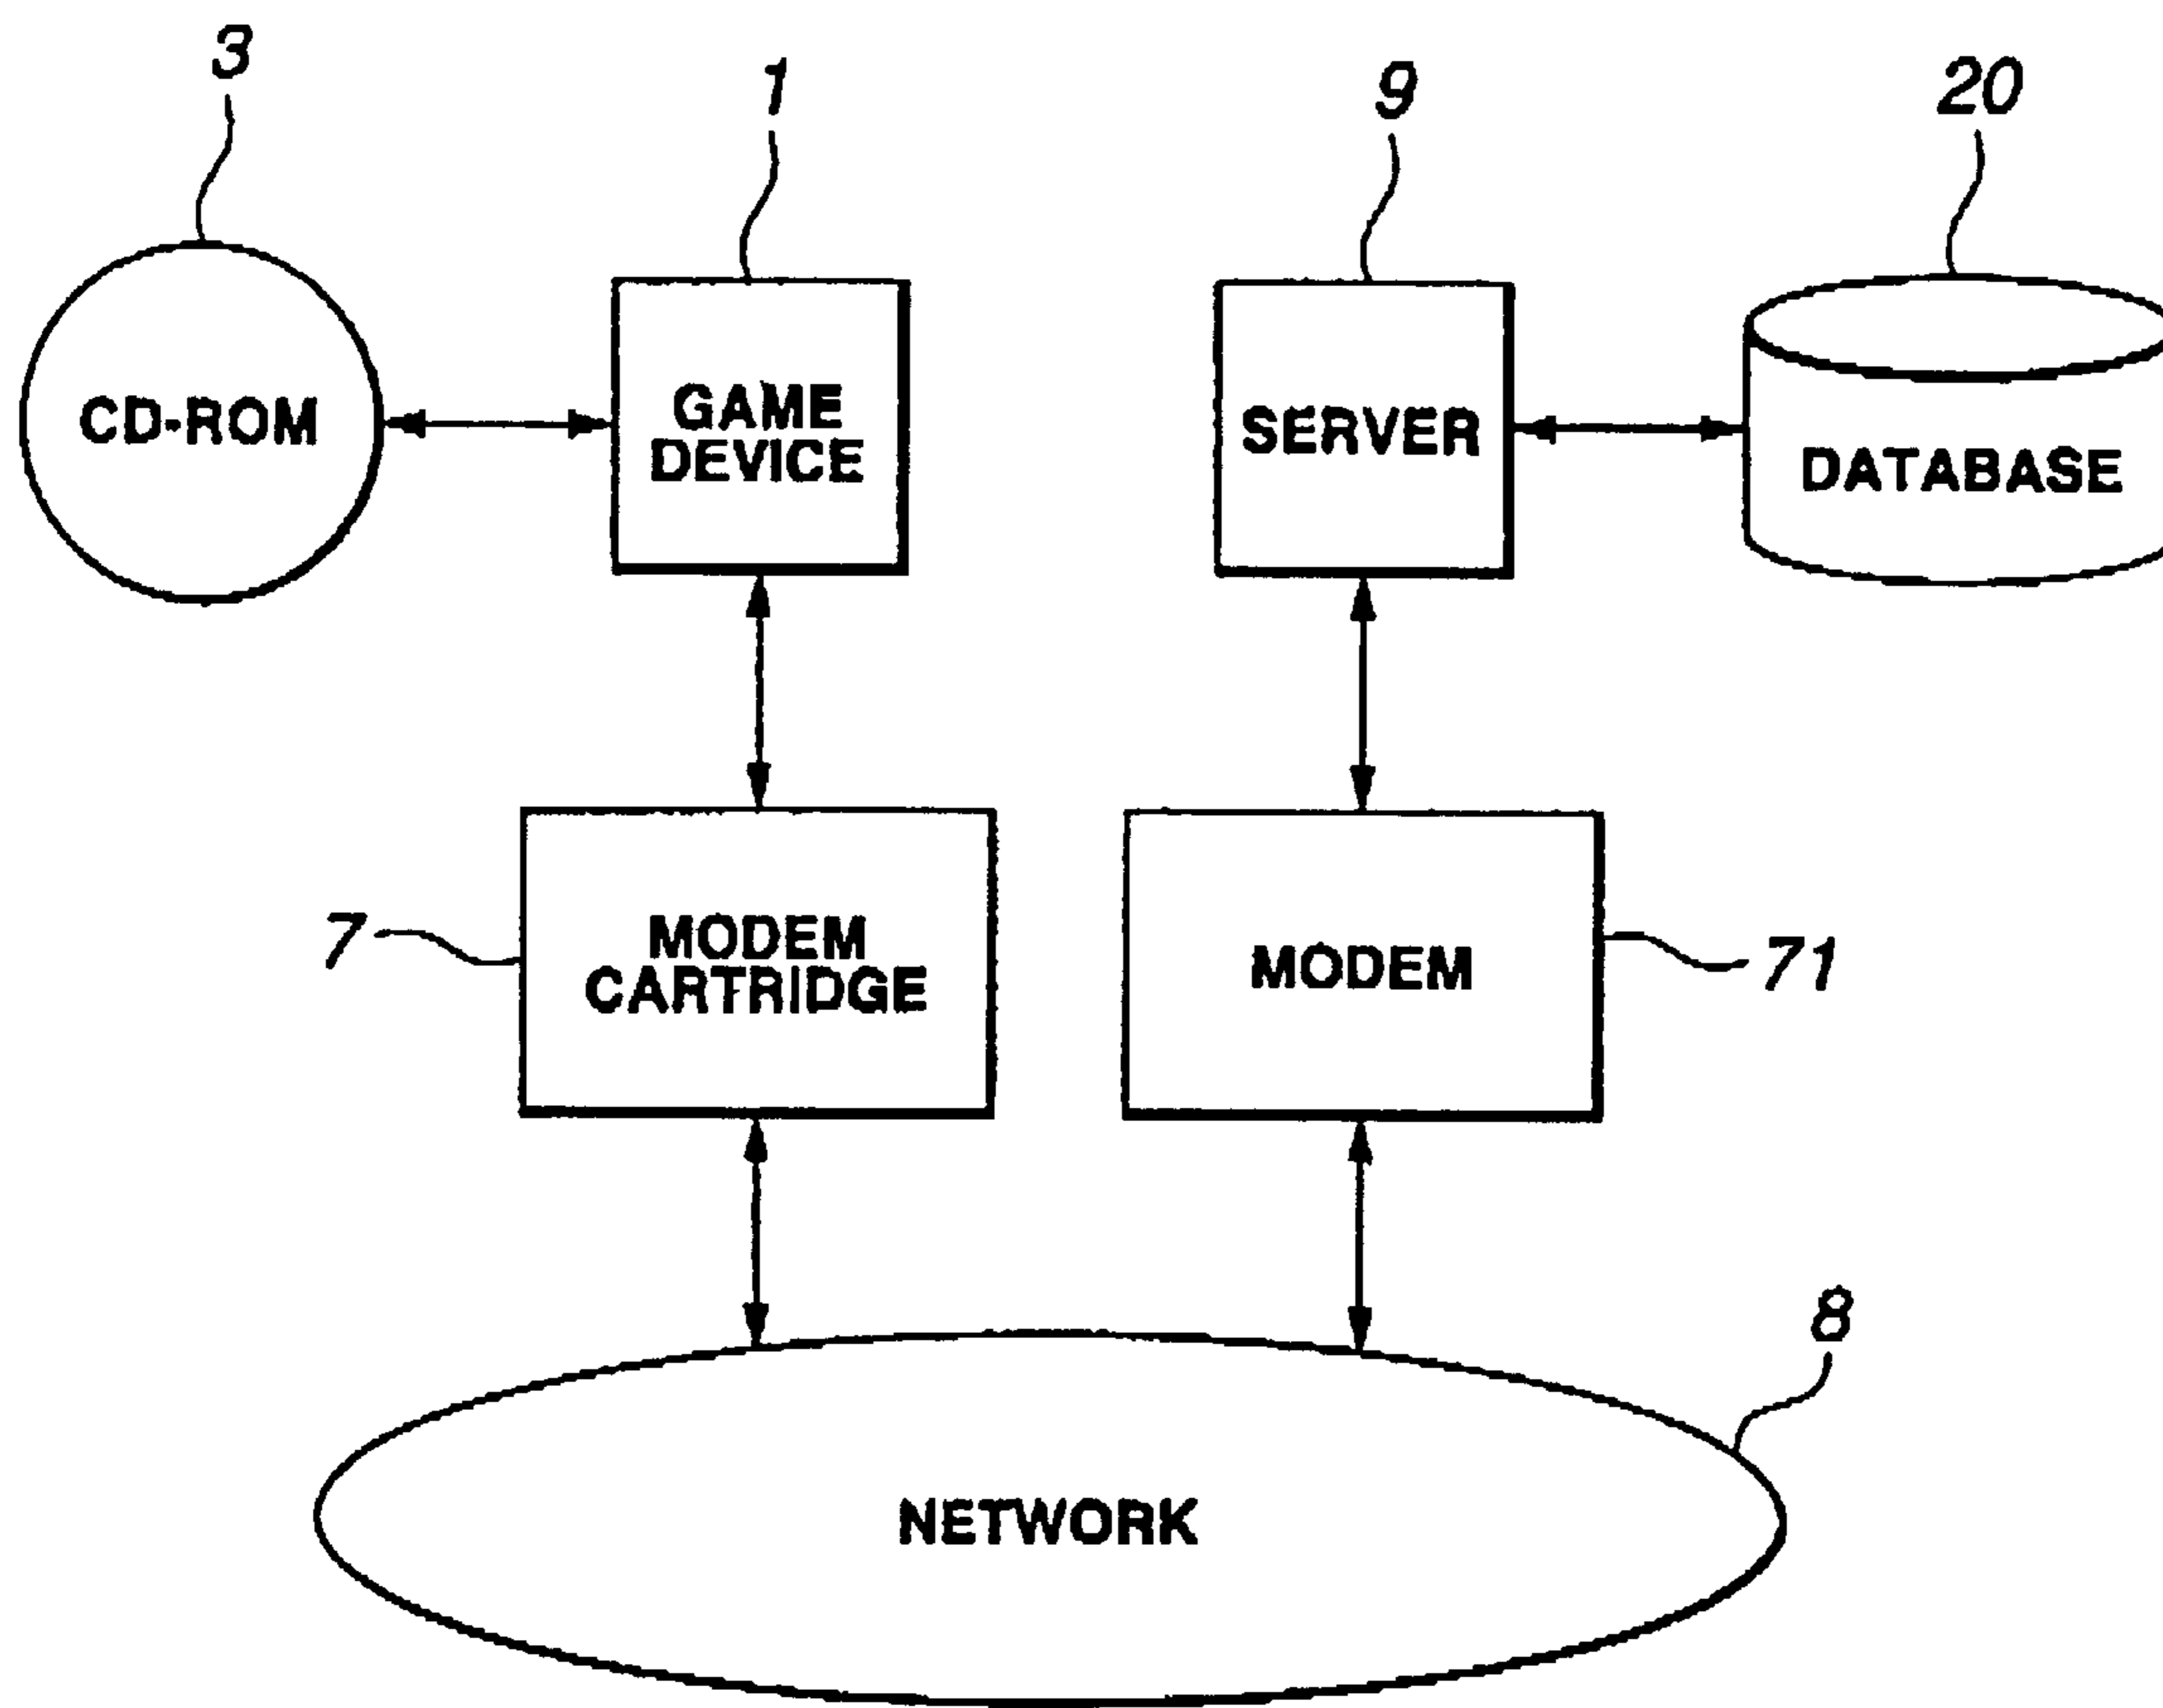 3
1
9
20
CD-ROM
GAME
DEVICE
SERVER
DATABASE
7
MODEM
CARTRIDGE
MODEM
71
8
NETWORK